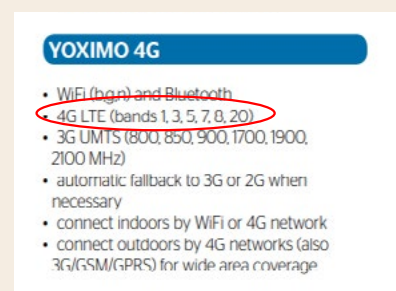 YOXIMO 4G
• WiFi (b,g,n) and Bluetooth
• 4G LTE (bands 1, 3, 5, 7, 8, 20)
• 3G UMTS (800, 850, 900, 1700, 1900,
2100 MHz)
• automatic fallback to 3G or 2G when
necessary
• connect indoors by WiFi or 4G network
• connect outdoors by 4G networks (also
3G/GSM/GPRS) for wide area coverage